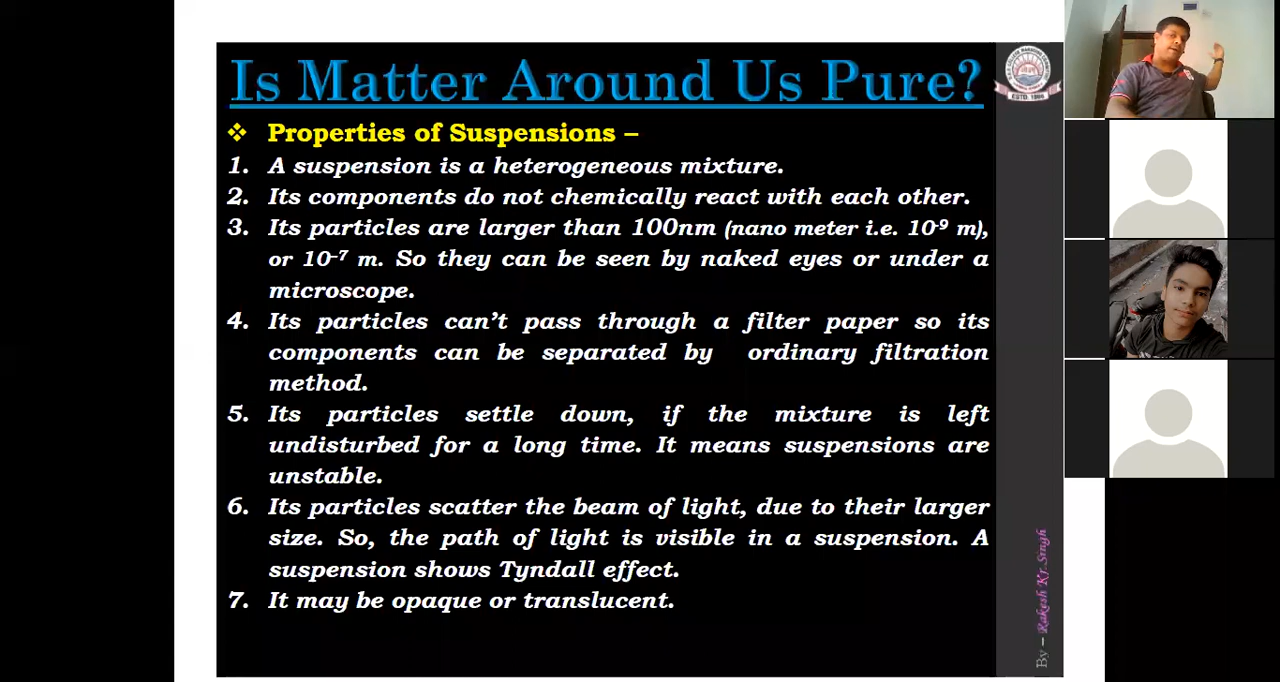 Is Matter Around Us Pure?
❖ Properties of Suspensions –
1. A suspension is a heterogeneous mixture.
2. Its components do not chemically react with each other.
3. Its particles are larger than 100nm (nano meter i.e. 10⁻⁹ m),
or 10⁻⁷ m. So they can be seen by naked eyes or under a
microscope.
4. Its particles can't pass through a filter paper so its
components can be separated by ordinary filtration
method.
5. Its particles settle down, if the mixture is left
undisturbed for a long time. It means suspensions are
unstable.
6. Its particles scatter the beam of light, due to their larger
size. So, the path of light is visible in a suspension. A
suspension shows Tyndall effect.
7. It may be opaque or translucent.
ESTD.
By – Rakesh Kr. Singh